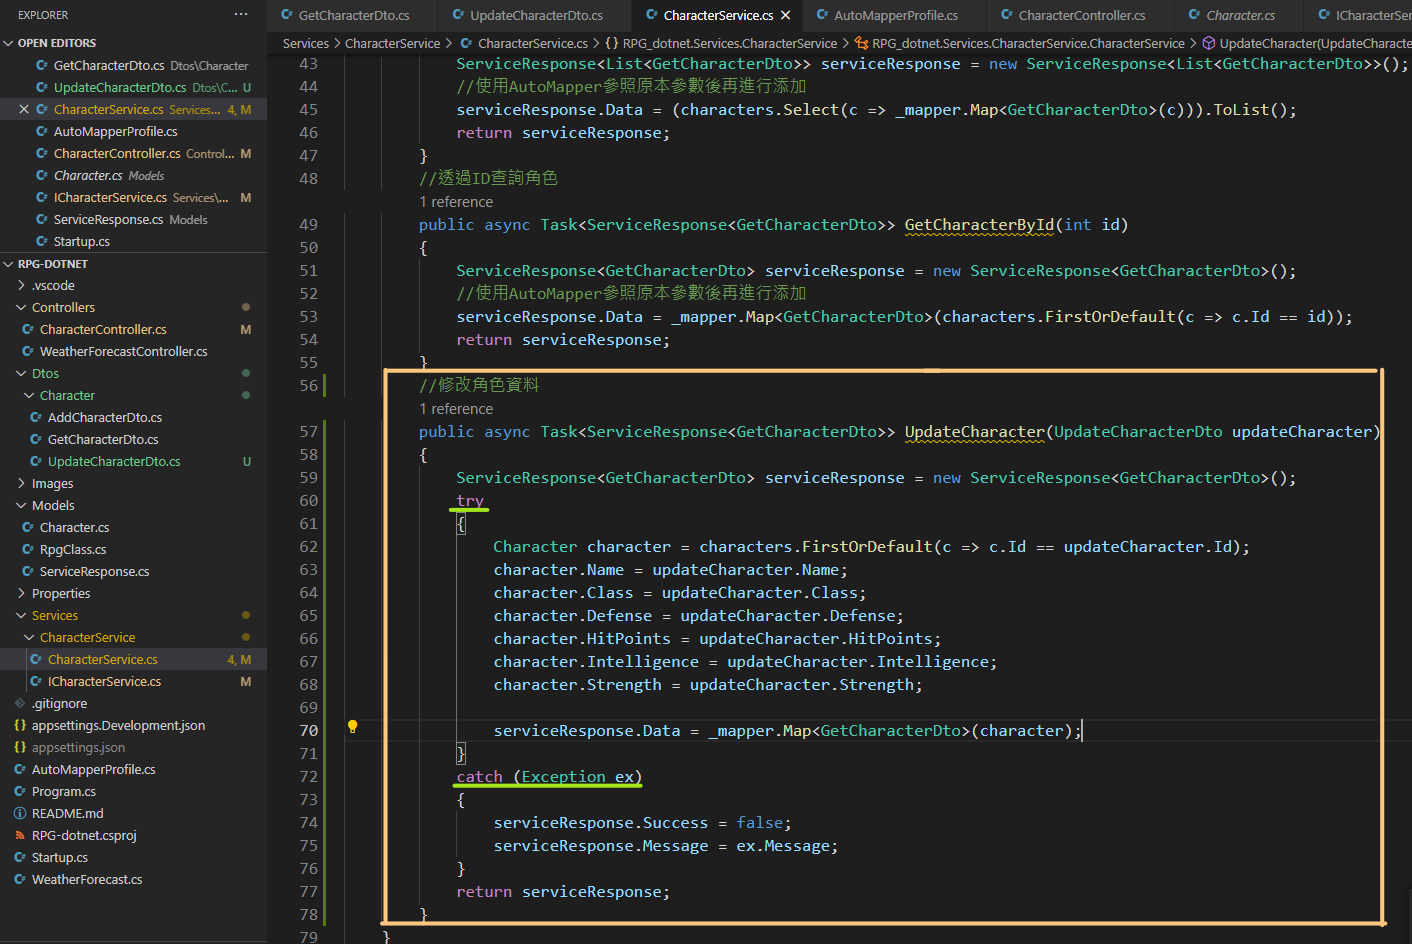 EXPLORER
···
OPEN EDITORS
GetCharacterDto.cs Dtos\Character
UpdateCharacterDto.cs Dtos\C... U
CharacterService.cs Services... 4, M
AutoMapperProfile.cs
CharacterController.cs Control... M
Character.cs Models
ICharacterService.cs Services\... M
ServiceResponse.cs Models
Startup.cs
RPG-DOTNET
.vscode
Controllers
CharacterController.cs M
WeatherForecastController.cs
Dtos
Character
AddCharacterDto.cs
GetCharacterDto.cs
UpdateCharacterDto.cs U
Images
Models
Character.cs
RpgClass.cs
ServiceResponse.cs
Properties
Services
CharacterService
CharacterService.cs 4, M
ICharacterService.cs M
.gitignore
appsettings.Development.json
appsettings.json
AutoMapperProfile.cs
Program.cs
README.md
RPG-dotnet.csproj
Startup.cs
WeatherForecast.cs
GetCharacterDto.cs UpdateCharacterDto.cs CharacterService.cs AutoMapperProfile.cs CharacterController.cs Character.cs ICharacterSer
Services > CharacterService > CharacterService.cs > {} RPG_dotnet.Services.CharacterService > RPG_dotnet.Services.CharacterService.CharacterService > UpdateCharacter(UpdateCharacte
43 ServiceResponse<List<GetCharacterDto>> serviceResponse = new ServiceResponse<List<GetCharacterDto>>();
44 //使用AutoMapper參照原本參數後再進行添加
45 serviceResponse.Data = (characters.Select(c => _mapper.Map<GetCharacterDto>(c))).ToList();
46 return serviceResponse;
47 }
48 //透過ID查詢角色
1 reference
49 public async Task<ServiceResponse<GetCharacterDto>> GetCharacterById(int id)
50 {
51 ServiceResponse<GetCharacterDto> serviceResponse = new ServiceResponse<GetCharacterDto>();
52 //使用AutoMapper參照原本參數後再進行添加
53 serviceResponse.Data = _mapper.Map<GetCharacterDto>(characters.FirstOrDefault(c => c.Id == id));
54 return serviceResponse;
55 }
56 //修改角色資料
1 reference
57 public async Task<ServiceResponse<GetCharacterDto>> UpdateCharacter(UpdateCharacterDto updateCharacter)
58 {
59 ServiceResponse<GetCharacterDto> serviceResponse = new ServiceResponse<GetCharacterDto>();
60 try
61 {
62 Character character = characters.FirstOrDefault(c => c.Id == updateCharacter.Id);
63 character.Name = updateCharacter.Name;
64 character.Class = updateCharacter.Class;
65 character.Defense = updateCharacter.Defense;
66 character.HitPoints = updateCharacter.HitPoints;
67 character.Intelligence = updateCharacter.Intelligence;
68 character.Strength = updateCharacter.Strength;
69
70 serviceResponse.Data = _mapper.Map<GetCharacterDto>(character);
71 }
72 catch (Exception ex)
73 {
74 serviceResponse.Success = false;
75 serviceResponse.Message = ex.Message;
76 }
77 return serviceResponse;
78 }
79 }